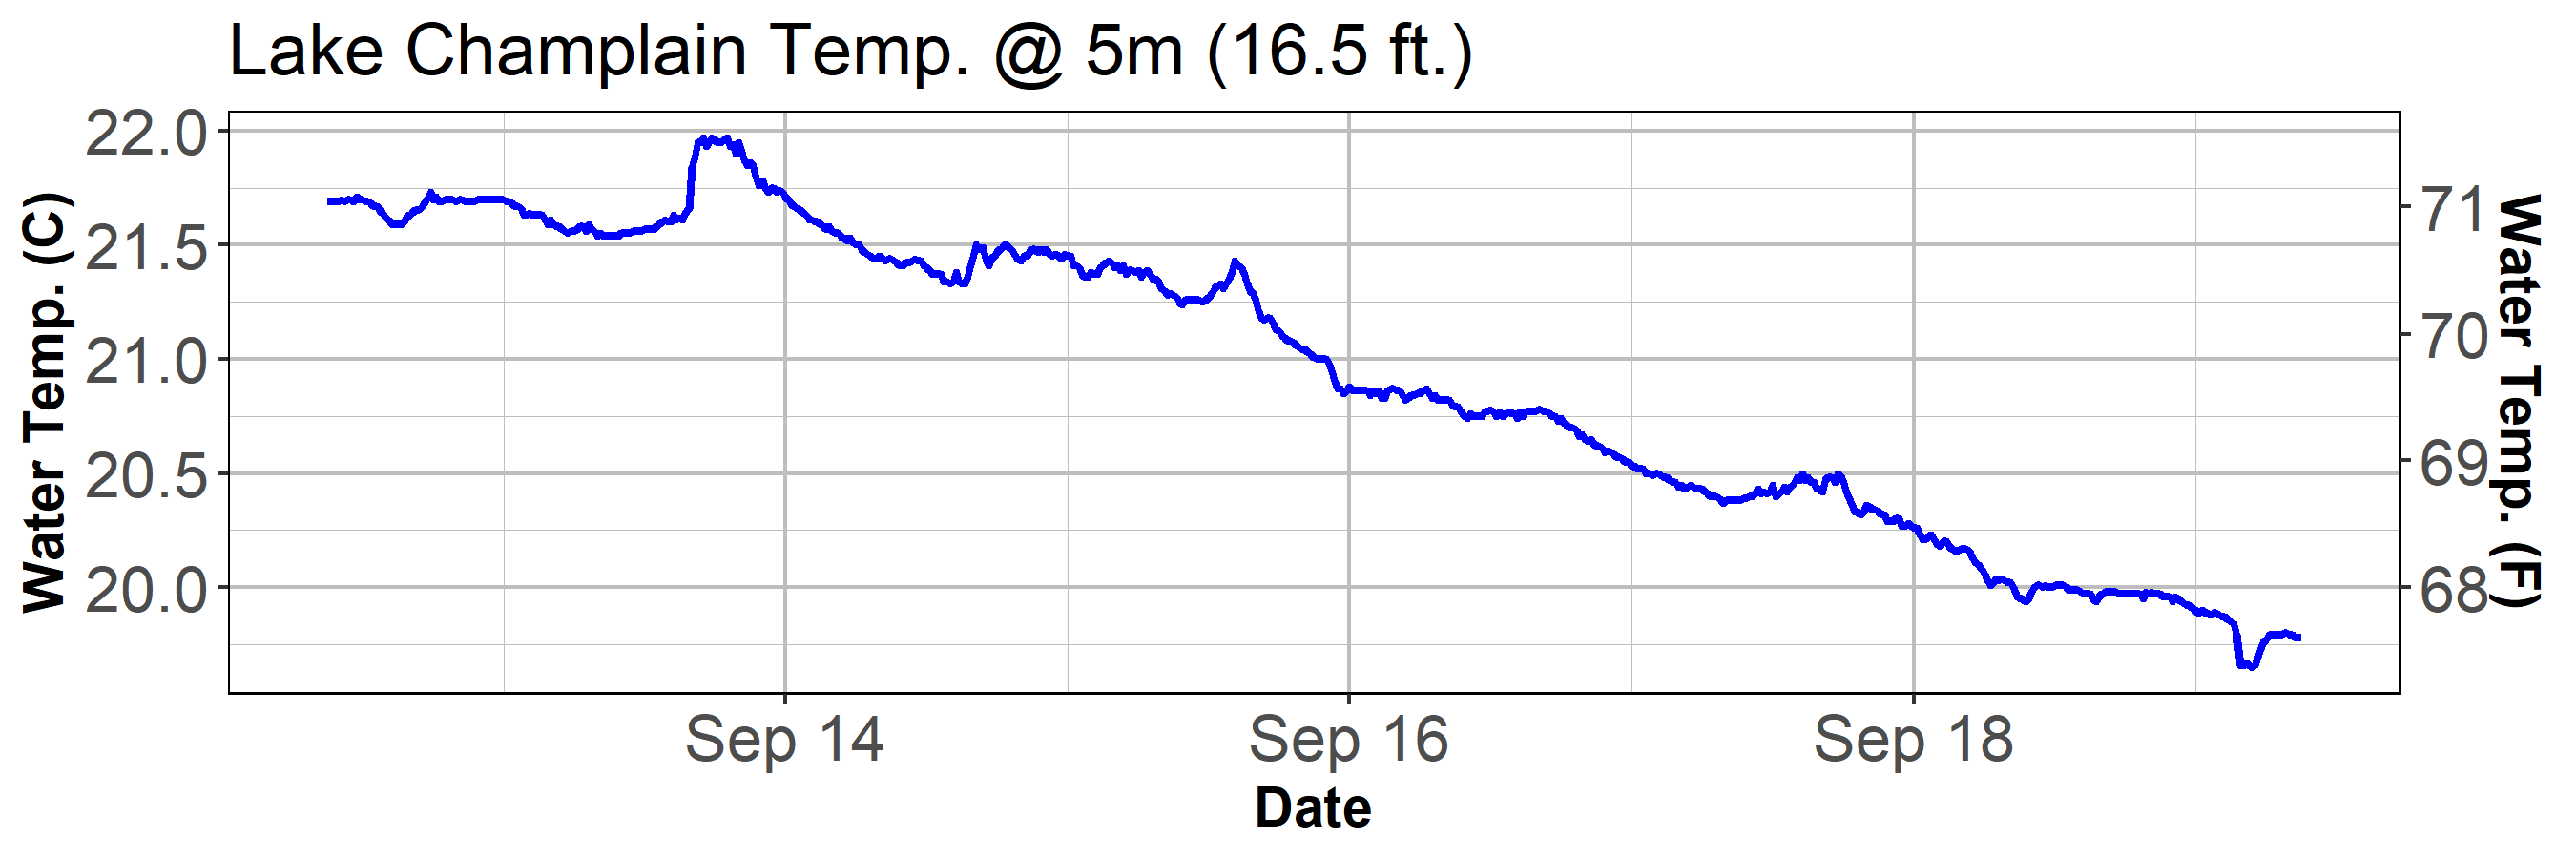 Lake Champlain Temp. @ 5m (16.5 ft.)
Water Temp. (C)
22.0
21.5
21.0
20.5
20.0
71
70
69
68
Water Temp. (F)
Sep 14
Sep 16
Sep 18
Date